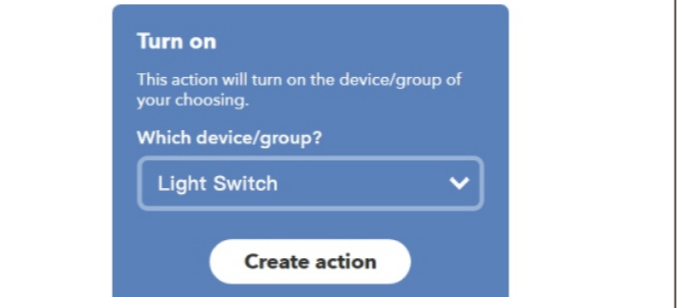 Turn on
This action will turn on the device/group of
your choosing.
Which device/group?
Light Switch
Create action